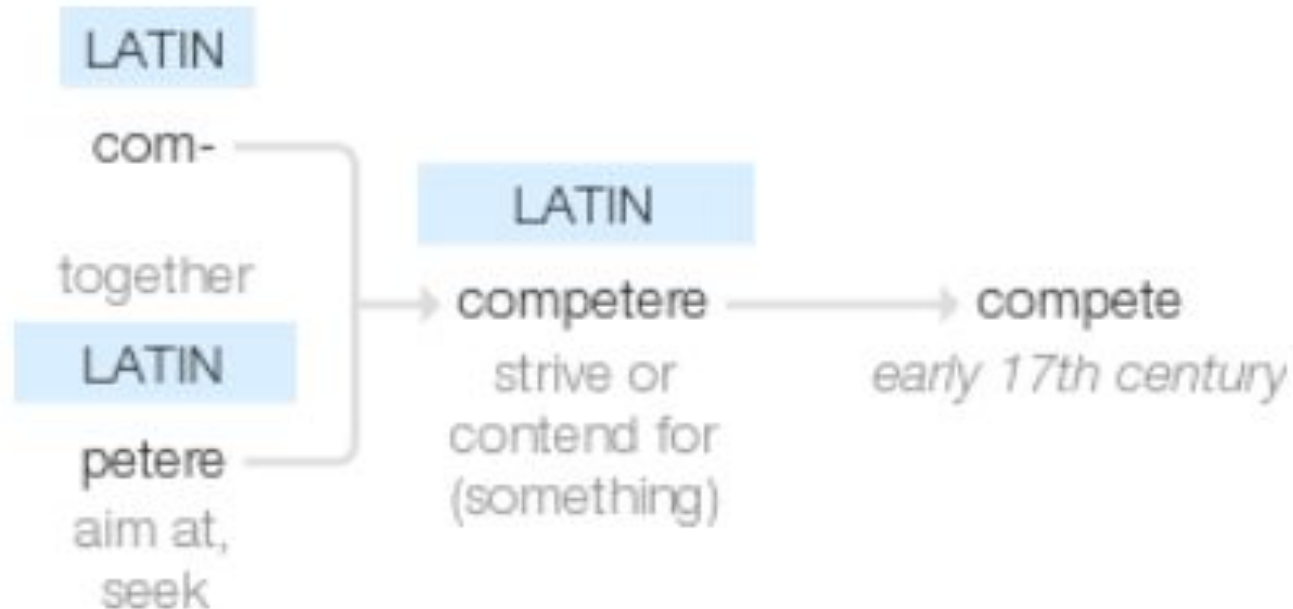 LATIN
com-
together
LATIN
petere
aim at,
seek
LATIN
competere
strive or
contend for
(something)
compete
early 17th century